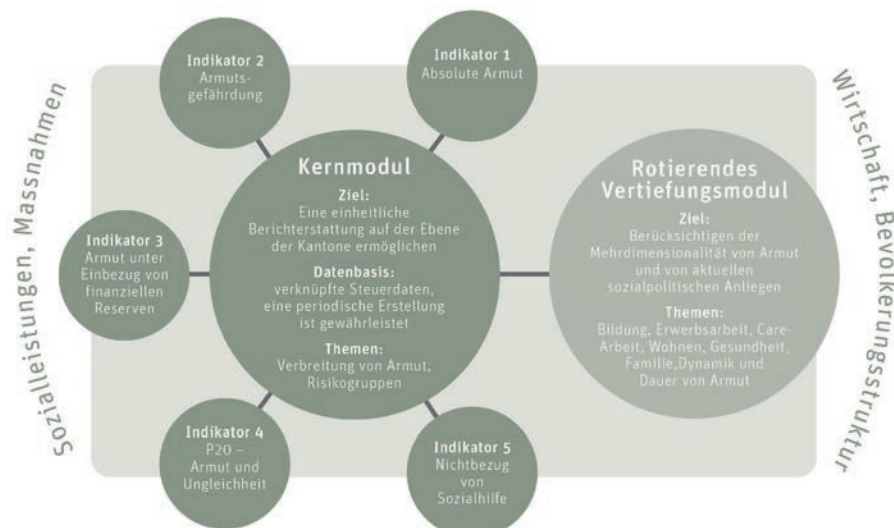 Sozialleistungen, Massnahmen
Indikator 2
Armuts-
gefährdung
Indikator 1
Absolute Armut
Indikator 3
Armut unter
Einbezug von
finanziellen
Reserven
Kernmodul
Ziel:
Eine einheitliche
Berichterstattung auf der Ebene
der Kantone ermöglichen
Datenbasis:
verknüpfte Steuerdaten,
eine periodische Erstellung
ist gewährleistet
Themen:
Verbreitung von Armut,
Risikogruppen
Indikator 4
P20 –
Armut und
Ungleichheit
Indikator 5
Nichtbezug
von
Sozialhilfe
Rotierendes
Vertiefungsmodul
Ziel:
Berücksichtigen der
Mehrdimensionalität von Armut
und von aktuellen
sozialpolitischen Anliegen
Themen:
Bildung, Erwerbsarbeit, Care-
Arbeit, Wohnen, Gesundheit,
Familie,Dynamik und
Dauer von Armut
Wirtschaft, Bevölkerungsstruktur